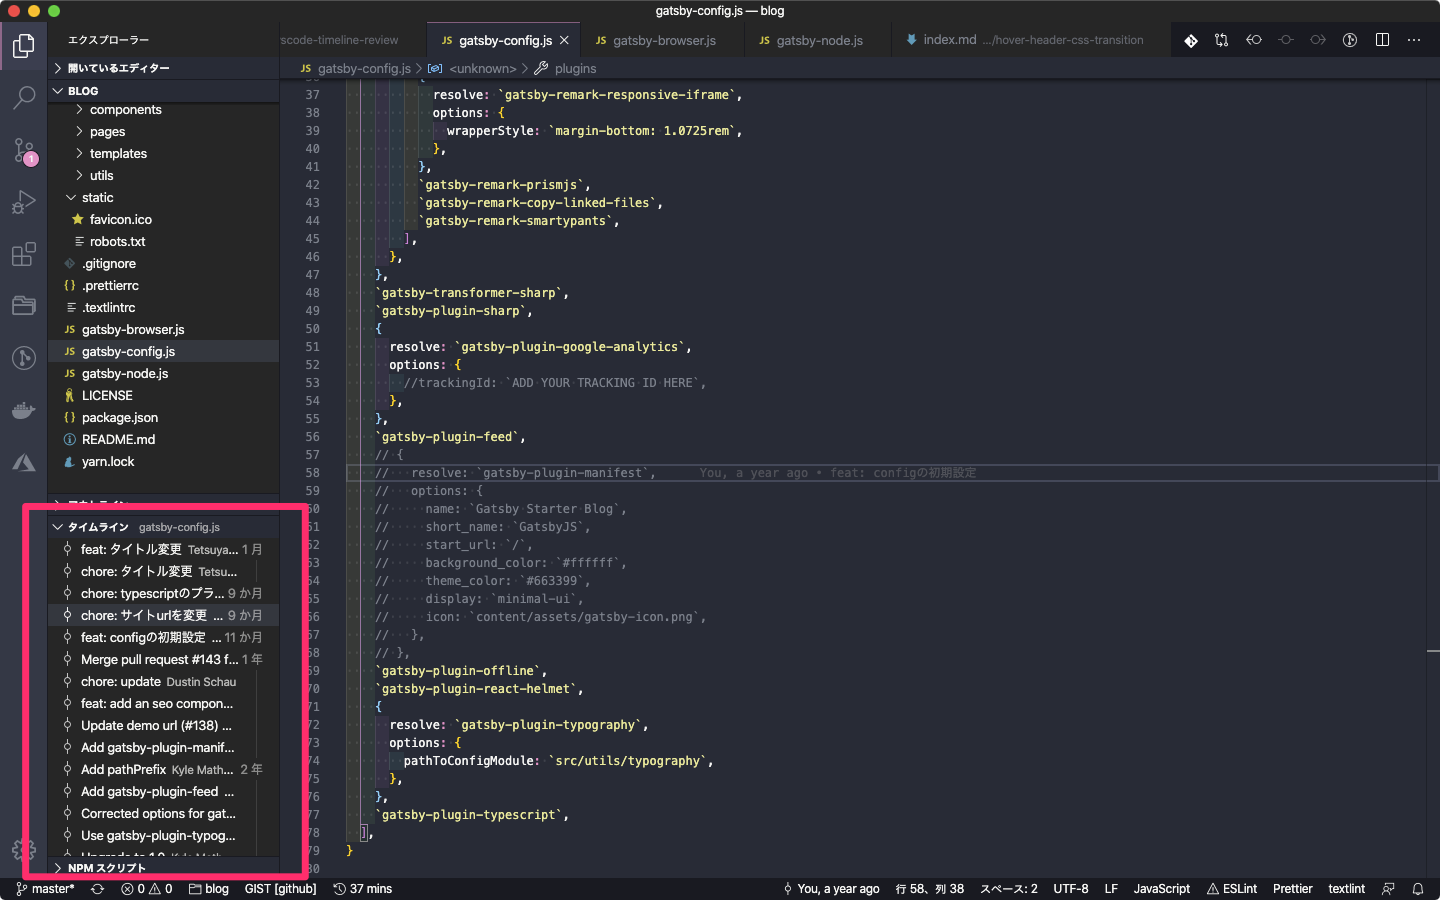 gatsby-config.js — blog
エクスプローラー
scode-timeline-review
JS gatsby-config.js ×
JS gatsby-browser.js
JS gatsby-node.js
index.md .../hover-header-css-transition
JS gatsby-config.js > <unknown> > plugins
開いているエディター
BLOG
components
pages
templates
utils
static
favicon.ico
robots.txt
.gitignore
{} .prettierrc
.textlintrc
JS gatsby-browser.js
JS gatsby-config.js
JS gatsby-node.js
LICENSE
{} package.json
README.md
yarn.lock
1
アウトライン
タイムライン gatsby-config.js
feat: タイトル変更 Tetsuya... 1 月
chore: タイトル変更 Tetsu...
chore: typescriptのプラ... 9 か月
chore: サイトurlを変更 ... 9 か月
feat: configの初期設定 ... 11 か月
Merge pull request #143 f... 1 年
chore: update Dustin Schau
feat: add an seo compon...
Update demo url (#138) ...
Add gatsby-plugin-manif...
Add pathPrefix Kyle Math... 2 年
Add gatsby-plugin-feed ...
Corrected options for gat...
Use gatsby-plugin-typog...
Upgrade to 1.0 Kyle Math...
NPM スクリプト
37 resolve: `gatsby-remark-responsive-iframe`,
38 options: {
39 wrapperStyle: `margin-bottom: 1.0725rem`,
40 },
41 },
42 `gatsby-remark-prismjs`,
43 `gatsby-remark-copy-linked-files`,
44 `gatsby-remark-smartypants`,
45 ],
46 },
47 },
48 `gatsby-transformer-sharp`,
49 `gatsby-plugin-sharp`,
50 {
51 resolve: `gatsby-plugin-google-analytics`,
52 options: {
53 //trackingId: `ADD YOUR TRACKING ID HERE`,
54 },
55 },
56 `gatsby-plugin-feed`,
57 // {
58 // resolve: `gatsby-plugin-manifest`, You, a year ago • feat: configの初期設定
59 // options: {
60 // name: `Gatsby Starter Blog`,
61 // short_name: `GatsbyJS`,
62 // start_url: `/`,
63 // background_color: `#ffffff`,
64 // theme_color: `#663399`,
65 // display: `minimal-ui`,
66 // icon: `content/assets/gatsby-icon.png`,
67 // },
68 // },
69 `gatsby-plugin-offline`,
70 `gatsby-plugin-react-helmet`,
71 {
72 resolve: `gatsby-plugin-typography`,
73 options: {
74 pathToConfigModule: `src/utils/typography`,
75 },
76 },
77 `gatsby-plugin-typescript`,
78 ],
79 }
80
master* 0 0 blog GIST [github] 37 mins You, a year ago 行 58、列 38 スペース: 2 UTF-8 LF JavaScript ESLint Prettier textlint